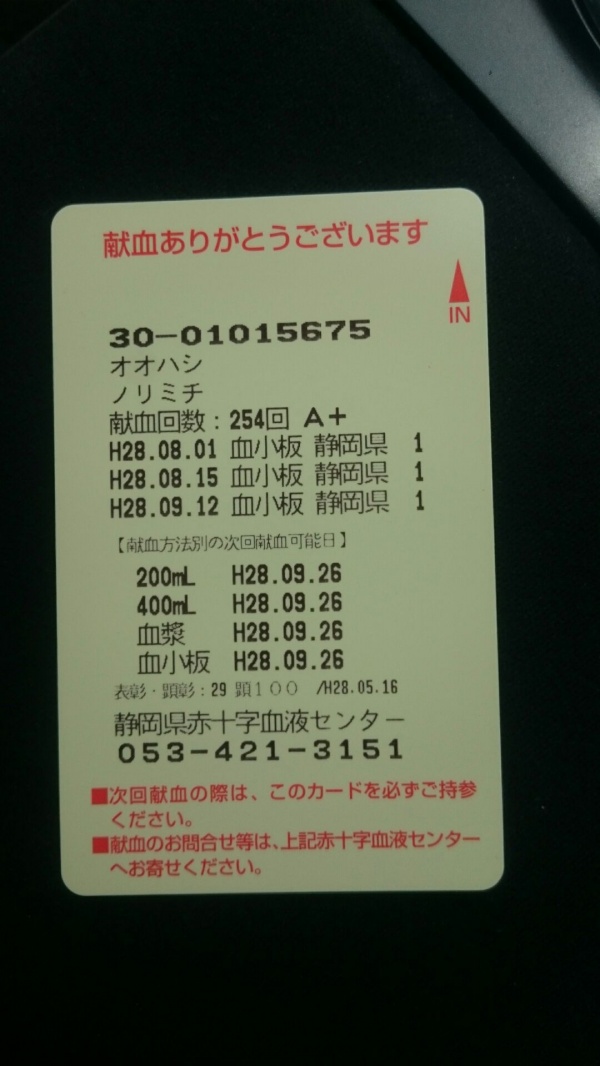 献血ありがとうございます
IN
30-01015675
オオハシ
ノリミチ
献血回数：254回 A+
H28.08.01 血小板 静岡県 1
H28.08.15 血小板 静岡県 1
H28.09.12 血小板 静岡県 1
【献血方法別の次回献血可能日】
200mL H28.09.26
400mL H28.09.26
血漿 H28.09.26
血小板 H28.09.26
表彰・顕彰：29 顕100 /H28.05.16
静岡県赤十字血液センター
053-421-3151
■次回献血の際は、このカードを必ずご持参
ください。
■献血のお問合せ等は、上記赤十字血液センター
へお寄せください。